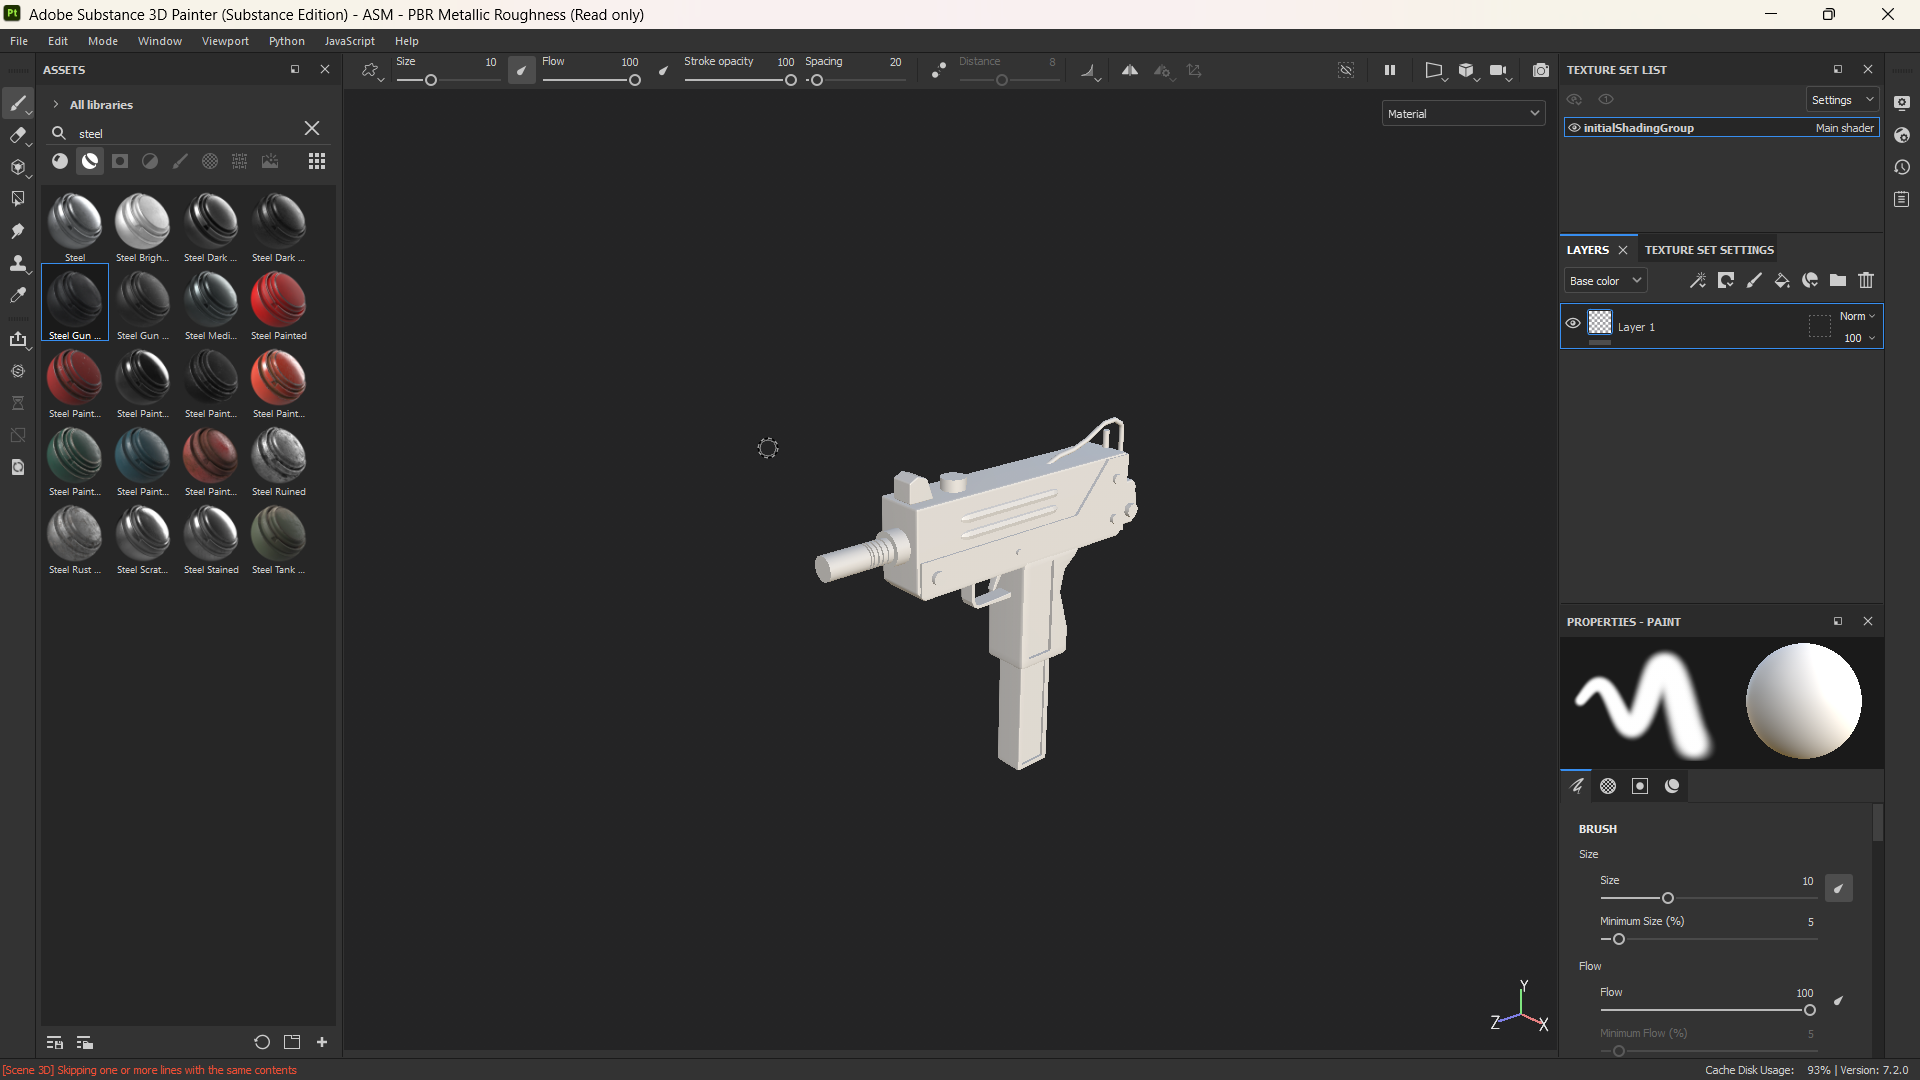 Pt Adobe Substance 3D Painter (Substance Edition) - ASM - PBR Metallic Roughness (Read only)
File Edit Mode Window Viewport Python JavaScript Help
ASSETS
Size 10 Flow 100 Stroke opacity 100 Spacing 20 Distance 8
TEXTURE SET LIST
All libraries
steel
Material
Settings
initialShadingGroup Main shader
Steel Steel Brigh... Steel Dark ... Steel Dark ...
Steel Gun ... Steel Gun ... Steel Medi... Steel Painted
Steel Paint... Steel Paint... Steel Paint... Steel Paint...
Steel Paint... Steel Paint... Steel Paint... Steel Ruined
Steel Rust ... Steel Scrat... Steel Stained Steel Tank ...
LAYERS TEXTURE SET SETTINGS
Base color
Layer 1 Norm
100
PROPERTIES - PAINT
BRUSH
Size
Size 10
Minimum Size (%) 5
Flow
Flow 100
Minimum Flow (%) 5
Y
Z X
[Scene 3D] Skipping one or more lines with the same contents
Cache Disk Usage: 93% | Version: 7.2.0